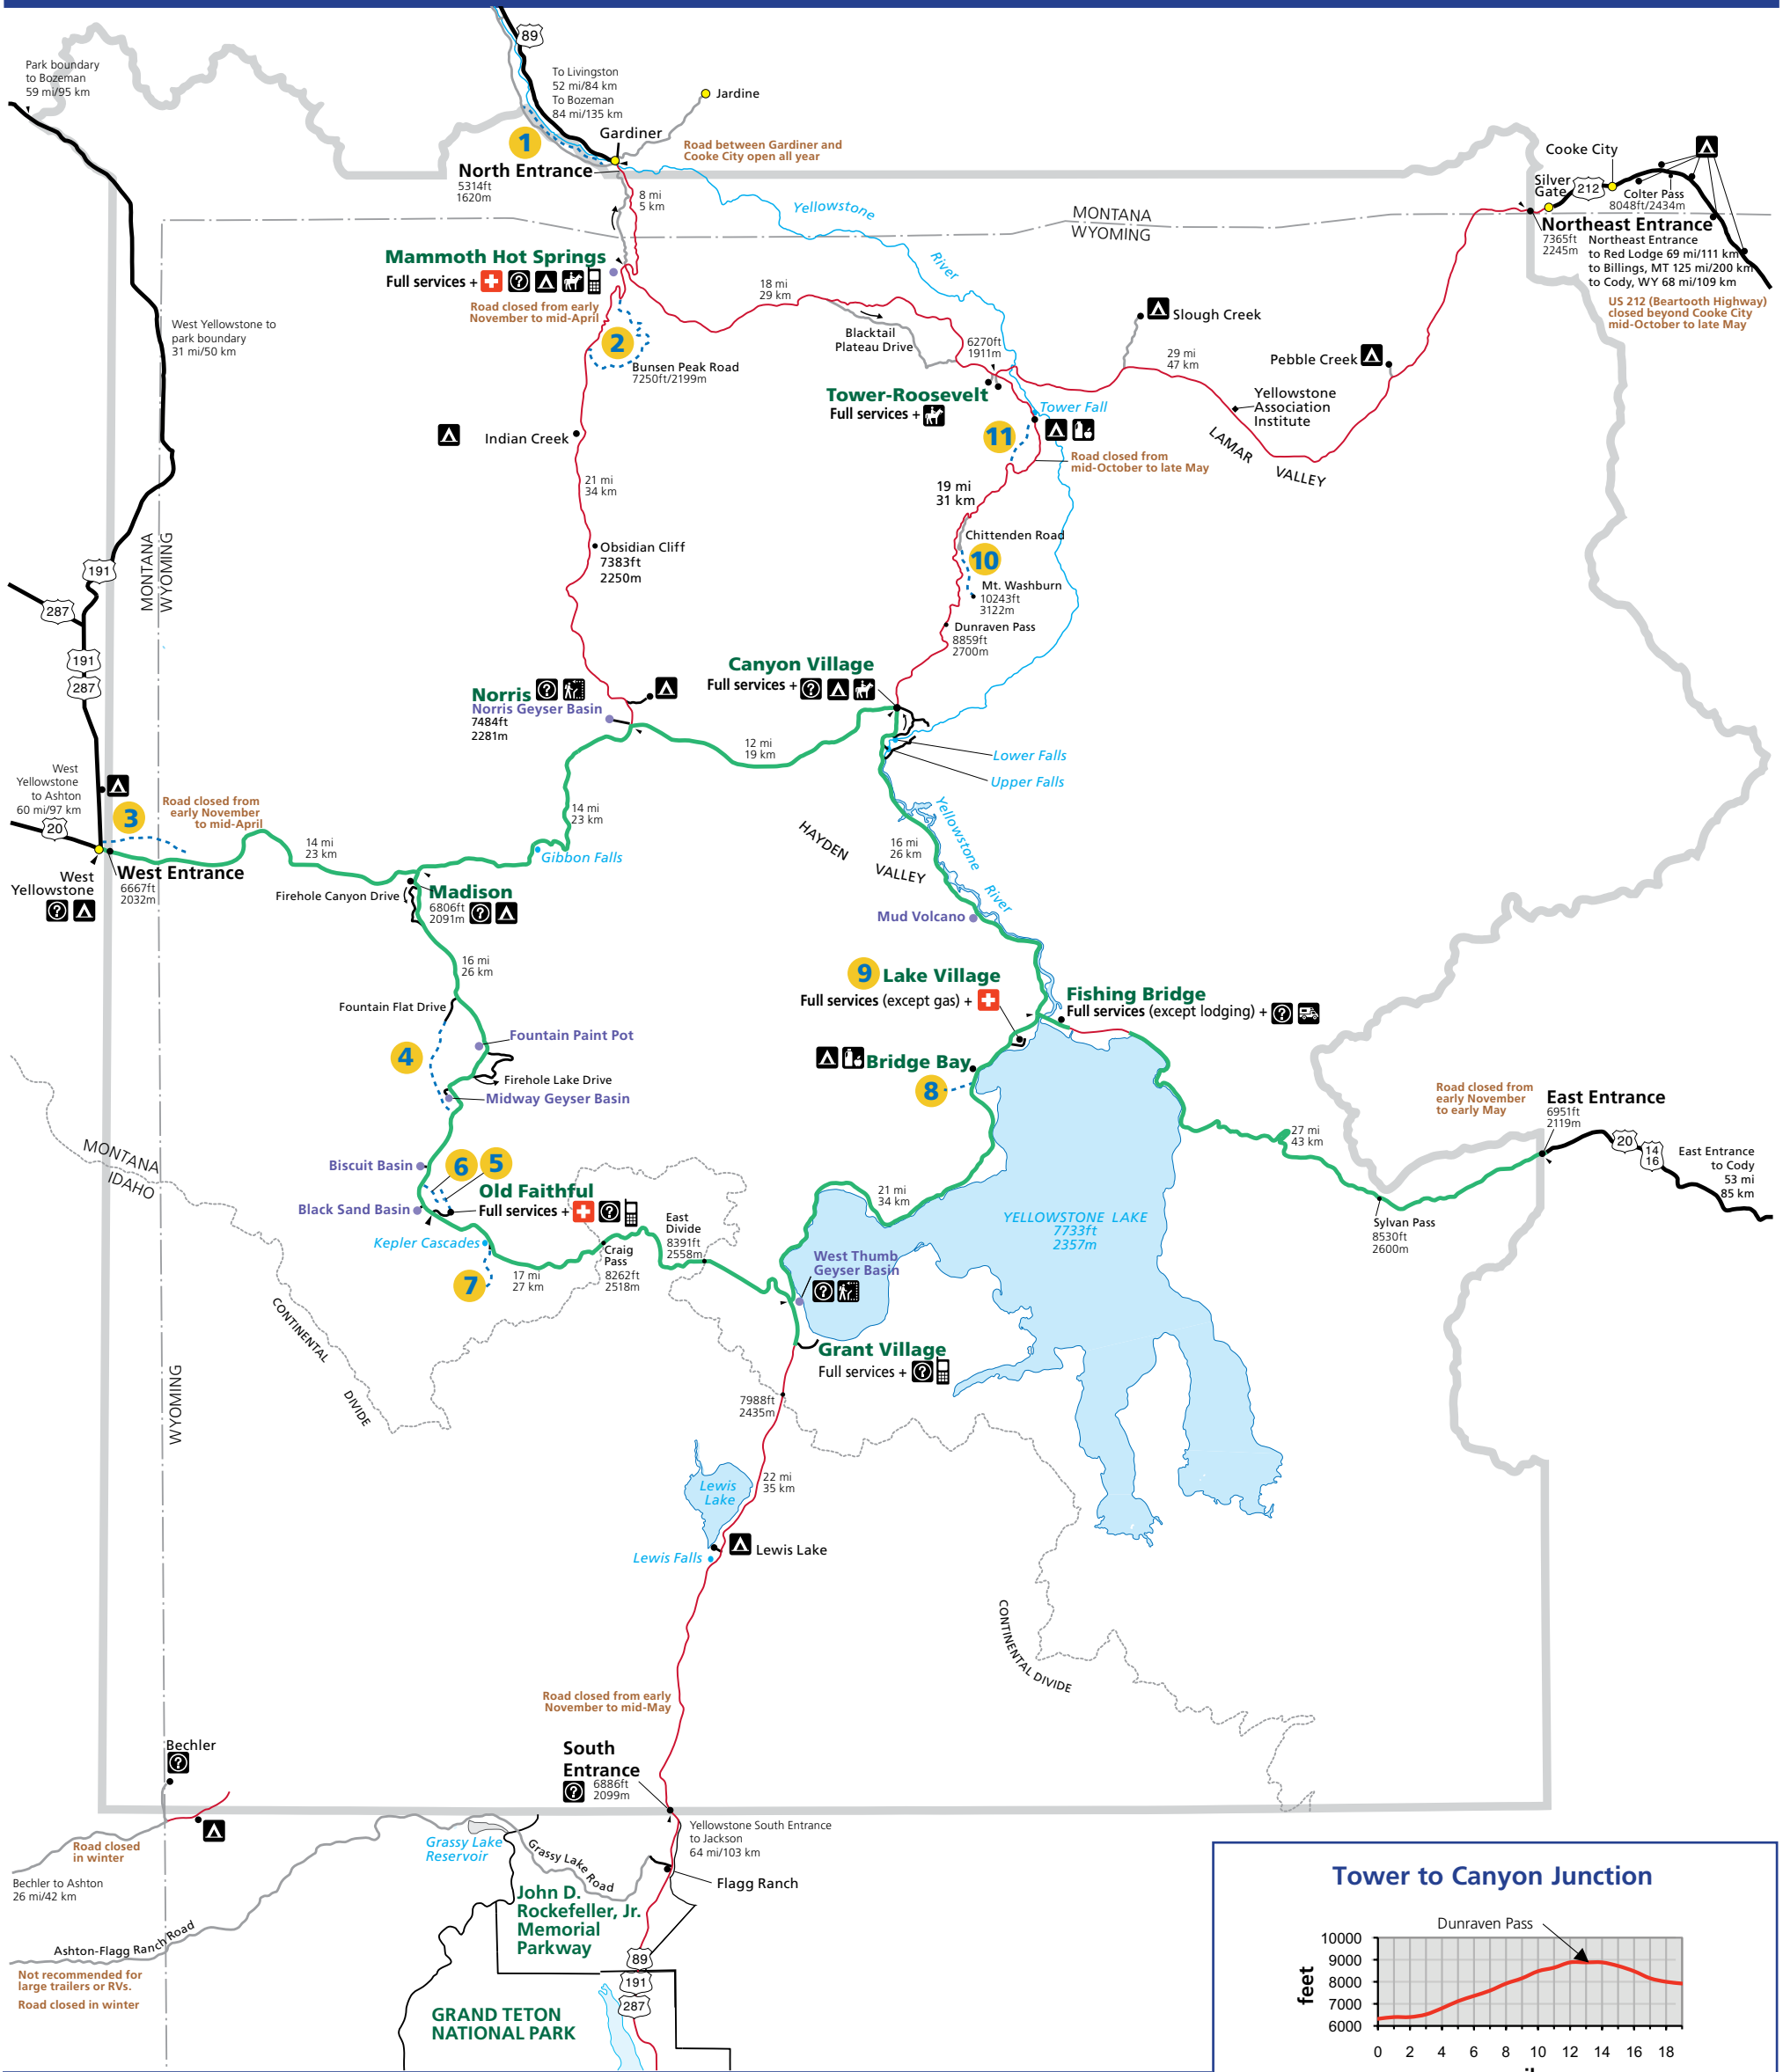 89
Park boundary
to Bozeman
59 mi/95 km
To Livingston
52 mi/84 km
To Bozeman
84 mi/135 km
Jardine
Gardiner
1
Road between Gardiner and
Cooke City open all year
North Entrance
5314ft
1620m
8 mi
5 km
Yellowstone
River
MONTANA
WYOMING
Cooke City
Silver
Gate
212
Colter Pass
8048ft/2434m
Northeast Entrance
7365ft
2245m
Northeast Entrance
to Red Lodge 69 mi/111 km
to Billings, MT 125 mi/200 km
to Cody, WY 68 mi/109 km
US 212 (Beartooth Highway)
closed beyond Cooke City
mid-October to late May
Mammoth Hot Springs
Full services +
Road closed from early
November to mid-April
18 mi
29 km
Blacktail
Plateau Drive
6270ft
1911m
Slough Creek
29 mi
47 km
Pebble Creek
West Yellowstone to
park boundary
31 mi/50 km
2
Bunsen Peak Road
7250ft/2199m
Tower-Roosevelt
Full services +
Tower Fall
Yellowstone
Association
Institute
LAMAR
VALLEY
11
Road closed from
mid-October to late May
Indian Creek
21 mi
34 km
19 mi
31 km
Obsidian Cliff
7383ft
2250m
Chittenden Road
10
Mt. Washburn
10243ft
3122m
Dunraven Pass
8859ft
2700m
MONTANA
WYOMING
191
287
191
287
Canyon Village
Full services +
Norris
Norris Geyser Basin
7484ft
2281m
12 mi
19 km
Lower Falls
Upper Falls
West
Yellowstone
to Ashton
60 mi/97 km
20
3
Road closed from
early November
to mid-April
14 mi
23 km
14 mi
23 km
Gibbon Falls
HAYDEN
VALLEY
16 mi
26 km
Yellowstone
River
West
Yellowstone
West Entrance
6667ft
2032m
Firehole Canyon Drive
Madison
6806ft
2091m
Mud Volcano
16 mi
26 km
9
Lake Village
Full services (except gas) +
Fishing Bridge
Full services (except lodging) +
Fountain Flat Drive
Fountain Paint Pot
4
Firehole Lake Drive
Midway Geyser Basin
Bridge Bay
8
Road closed from
early November
to early May
East Entrance
6951ft
2119m
20
14
16
East Entrance
to Cody
53 mi
85 km
27 mi
43 km
Sylvan Pass
8530ft
2600m
MONTANA
IDAHO
Biscuit Basin
6
5
Old Faithful
Full services +
Black Sand Basin
Kepler Cascades
7
17 mi
27 km
Craig
Pass
8262ft
2518m
East
Divide
8391ft
2558m
21 mi
34 km
YELLOWSTONE LAKE
7733ft
2357m
West Thumb
Geyser Basin
Grant Village
Full services +
CONTINENTAL
DIVIDE
WYOMING
7988ft
2435m
22 mi
35 km
Lewis
Lake
Lewis Lake
Lewis Falls
CONTINENTAL DIVIDE
Road closed from early
November to mid-May
South
Entrance
6886ft
2099m
Bechler
Road closed
in winter
Bechler to Ashton
26 mi/42 km
Grassy Lake
Reservoir
Grassy Lake Road
Yellowstone South Entrance
to Jackson
64 mi/103 km
Flagg Ranch
John D.
Rockefeller, Jr.
Memorial
Parkway
Ashton-Flagg Ranch Road
Not recommended for
large trailers or RVs.
Road closed in winter
89
191
287
GRAND TETON
NATIONAL PARK
Tower to Canyon Junction
Dunraven Pass
feet
10000
9000
8000
7000
6000
0 2 4 6 8 10 12 14 16 18